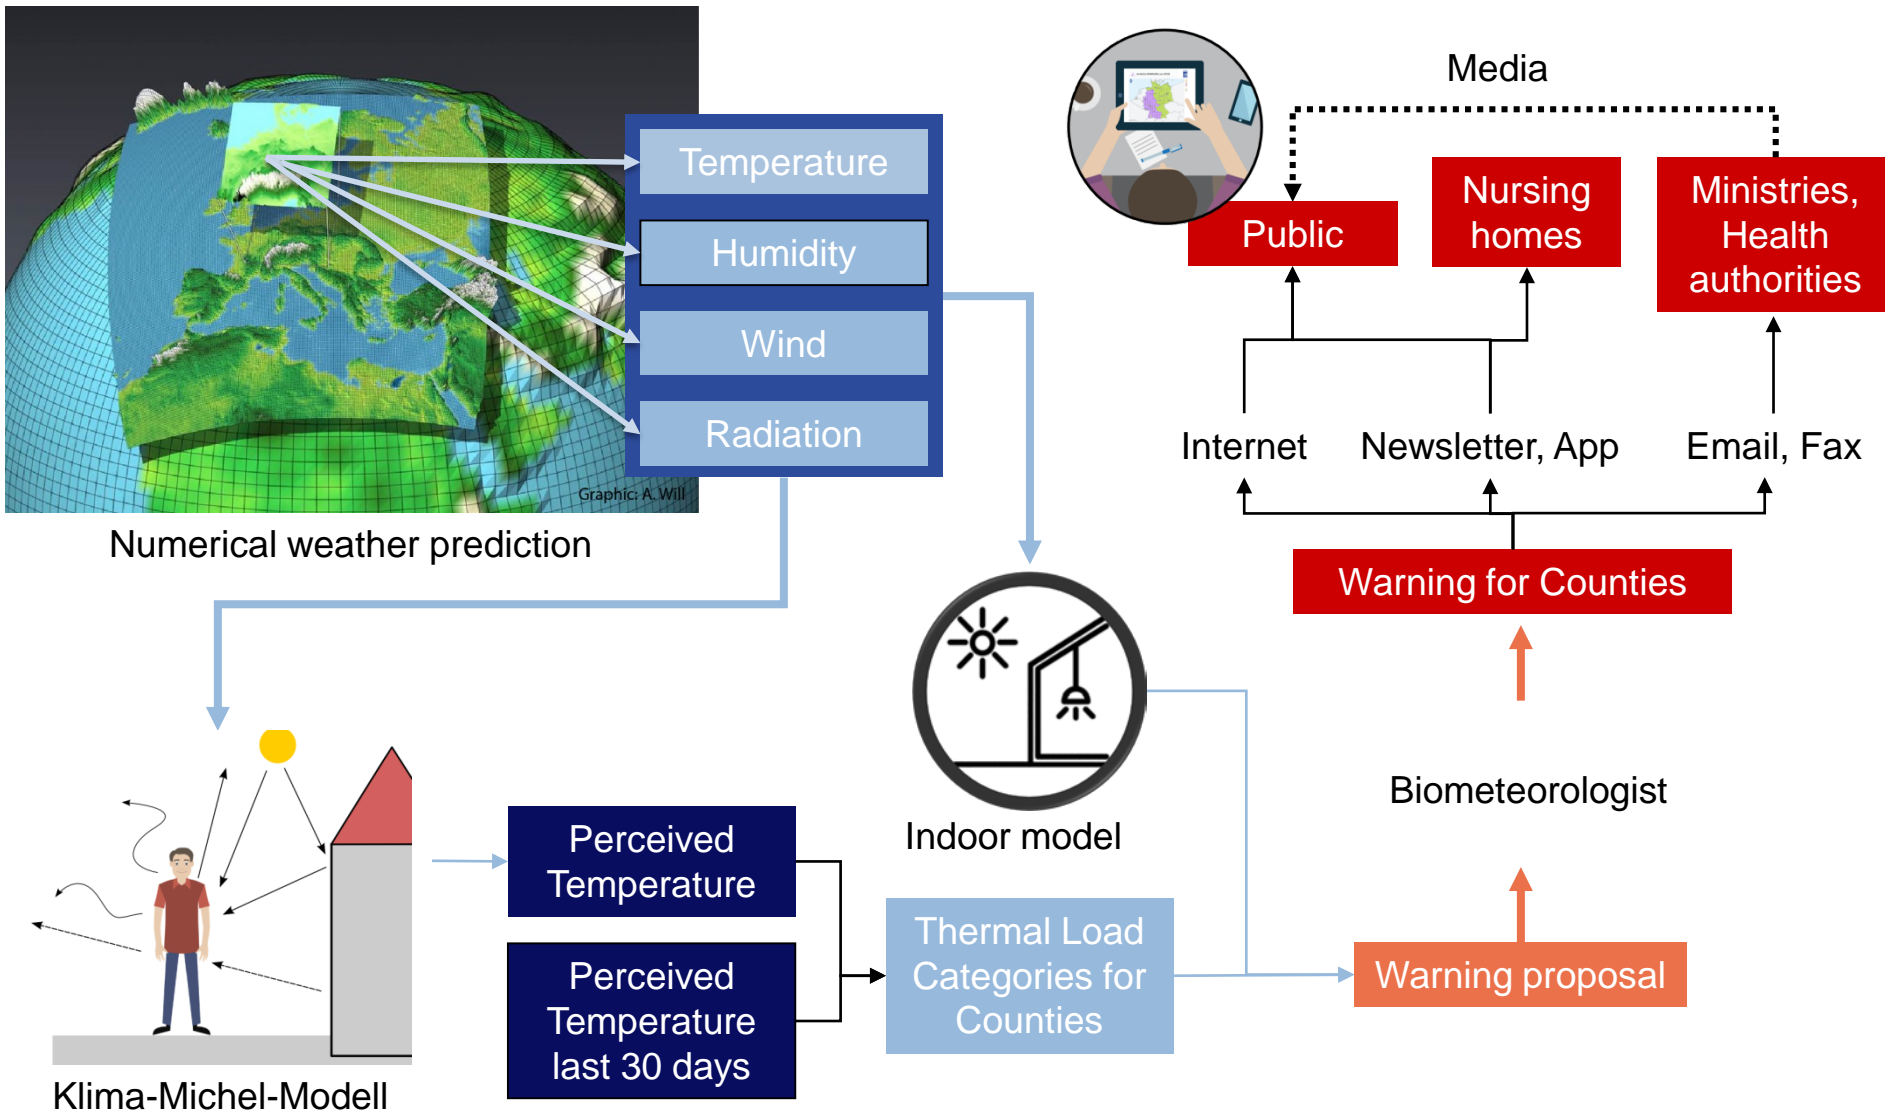 Temperature
Humidity
Wind
Radiation
Graphic: A. Will
Numerical weather prediction
Media
Public
Nursing
homes
Ministries,
Health
authorities
Internet
Newsletter, App
Email, Fax
Warning for Counties
Biometeorologist
Warning proposal
Indoor model
Perceived
Temperature
Perceived
Temperature
last 30 days
Thermal Load
Categories for
Counties
Klima-Michel-Modell